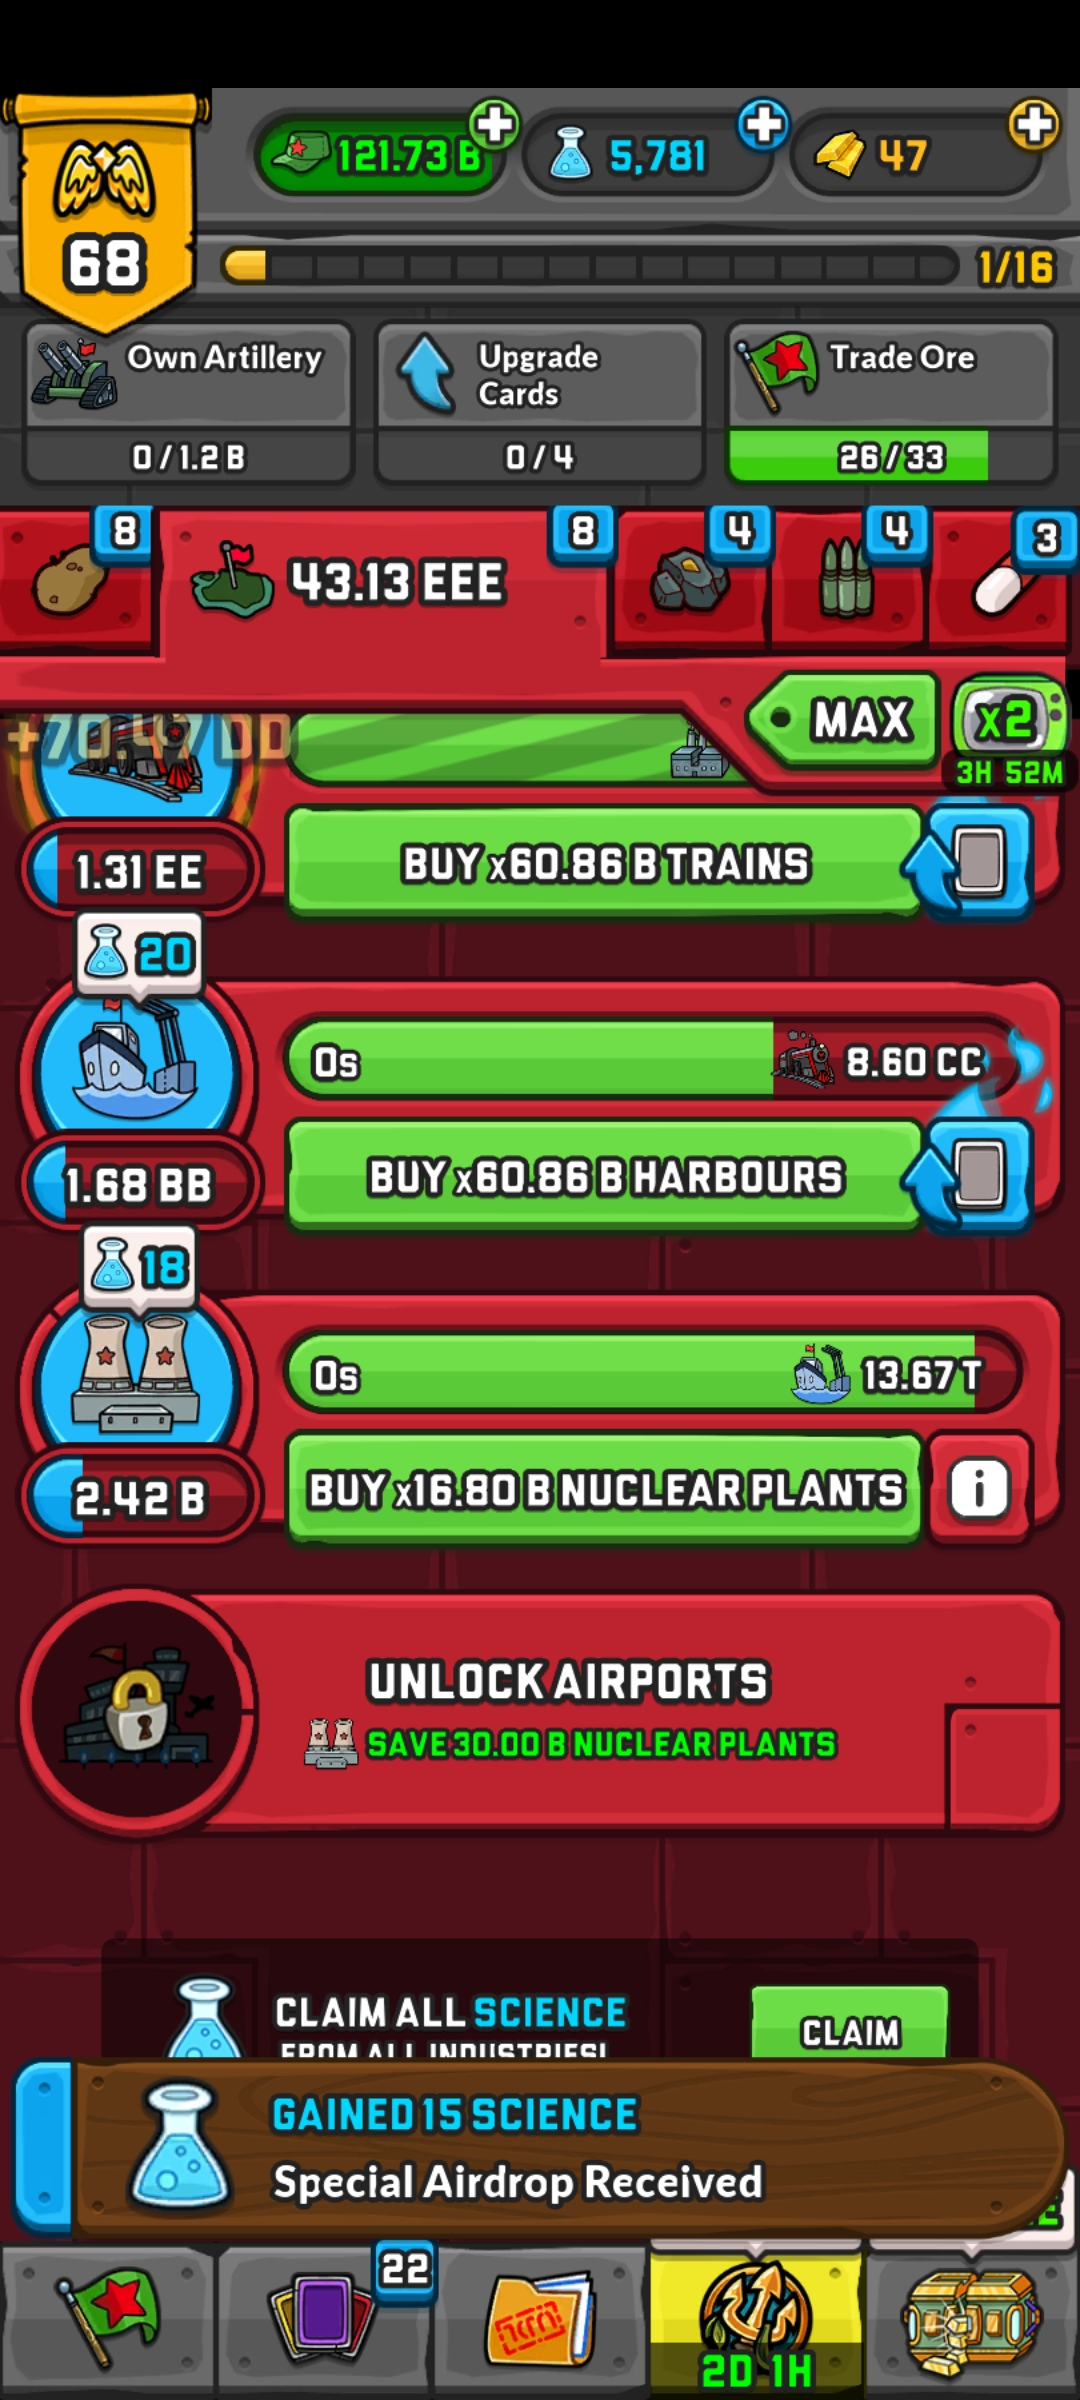 121.73 B
5,781
47
68
1/16
Own Artillery
0/1.2 B
Upgrade
Cards
0/4
Trade Ore
26/33
8
43.13 EEE
8
4
4
3
MAX
x2
3H 52M
BUY x60.86 B TRAINS
1.31 EE
20
0s
8.60 CC
BUY x60.86 B HARBOURS
1.68 BB
18
0s
13.67 T
BUY x16.80 B NUCLEAR PLANTS
i
2.42 B
UNLOCK AIRPORTS
SAVE 30.00 B NUCLEAR PLANTS
CLAIM ALL SCIENCE
FROM ALL INDUSTRIES!
CLAIM
GAINED 15 SCIENCE
Special Airdrop Received
22
2D 1H